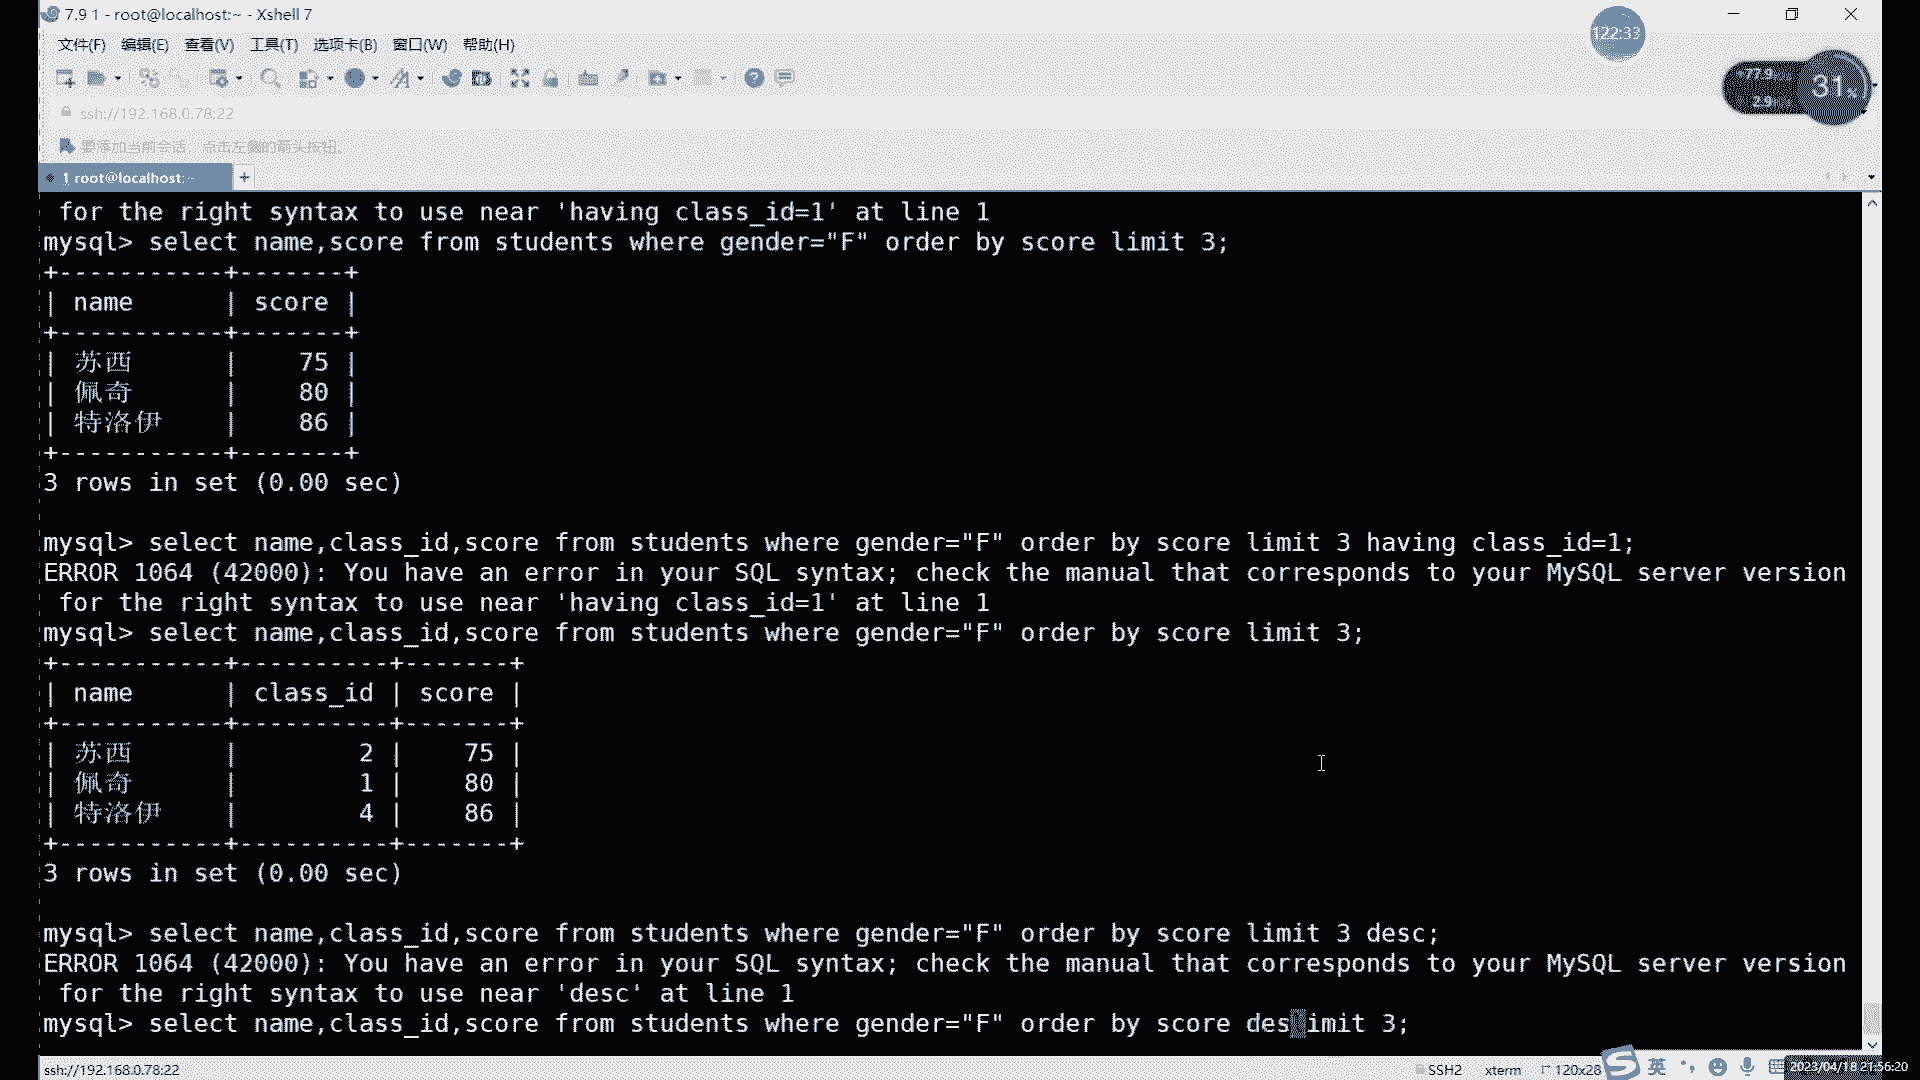 7.9 1 - root@localhost:~ - Xshell 7
122:33
文件(F) 编辑(E) 查看(V) 工具(T) 选项卡(B) 窗口(W) 帮助(H)
77.9
31%
2.9
ssh://192.168.0.78:22
要添加当前会话，点击左侧的箭头按钮。
1 root@localhost:~ +
for the right syntax to use near 'having class_id=1' at line 1
mysql> select name,score from students where gender="F" order by score limit 3;
+-----------+-------+
| name      | score |
+-----------+-------+
| 苏西      |    75 |
| 佩奇      |    80 |
| 特洛伊    |    86 |
+-----------+-------+
3 rows in set (0.00 sec)
mysql> select name,class_id,score from students where gender="F" order by score limit 3 having class_id=1;
ERROR 1064 (42000): You have an error in your SQL syntax; check the manual that corresponds to your MySQL server version
for the right syntax to use near 'having class_id=1' at line 1
mysql> select name,class_id,score from students where gender="F" order by score limit 3;
+-----------+----------+-------+
| name      | class_id | score |
+-----------+----------+-------+
| 苏西      |        2 |    75 |
| 佩奇      |        1 |    80 |
| 特洛伊    |        4 |    86 |
+-----------+----------+-------+
3 rows in set (0.00 sec)
mysql> select name,class_id,score from students where gender="F" order by score limit 3 desc;
ERROR 1064 (42000): You have an error in your SQL syntax; check the manual that corresponds to your MySQL server version
for the right syntax to use near 'desc' at line 1
mysql> select name,class_id,score from students where gender="F" order by score deslimit 3;
ssh://192.168.0.78:22 SSH2 xterm 120x28 英 2023/04/18 21:56:20